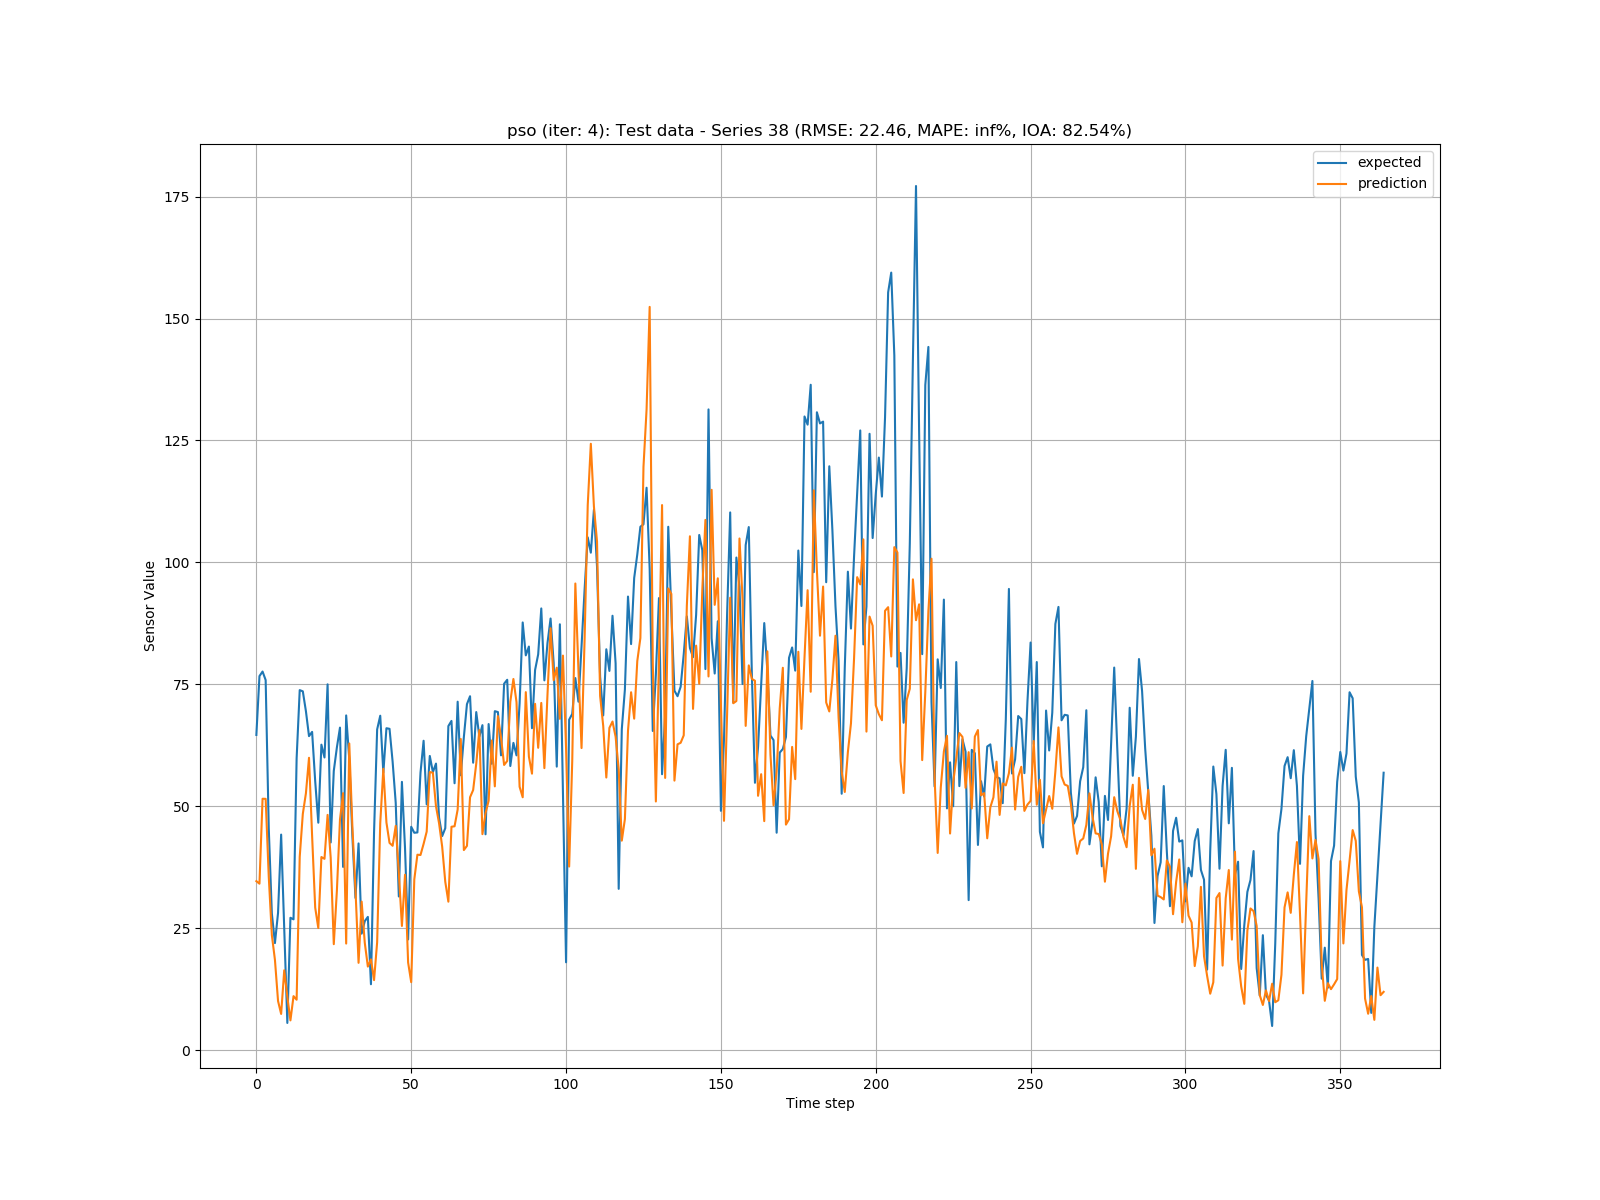 pso (iter: 4): Test data - Series 38 (RMSE: 22.46, MAPE: inf%, IOA: 82.54%)
expected
prediction
175
150
125
100
75
50
25
0
Sensor Value
0 50 100 150 200 250 300 350
Time step